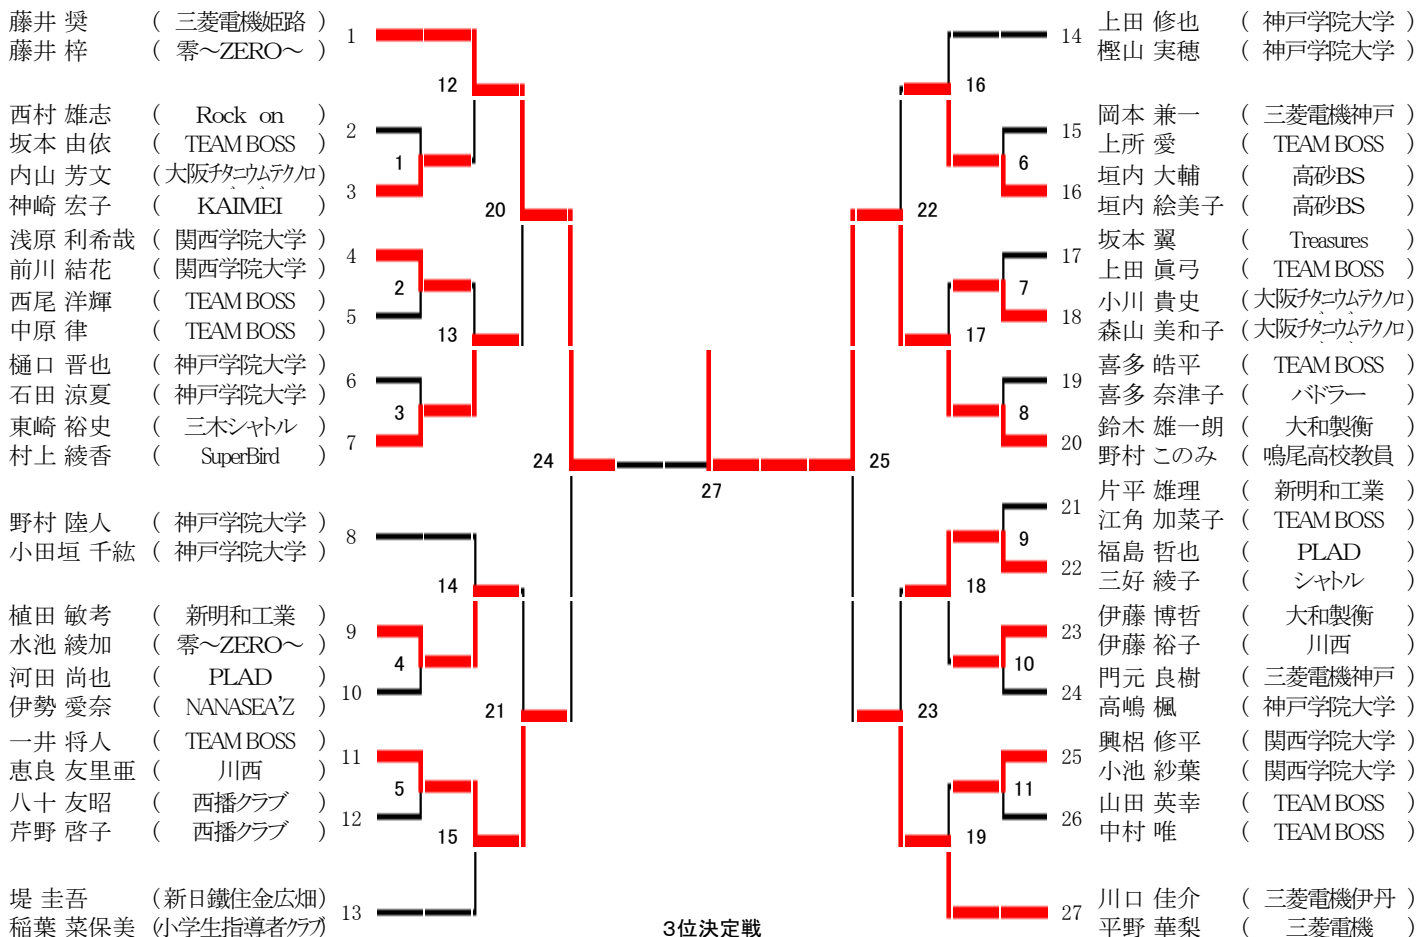 藤井 奨 ( 三菱電機姫路 ) 1
藤井 梓 ( 零～ZERO～ )
西村 雄志 ( Rock on ) 2
坂本 由依 ( TEAM BOSS )
内山 芳文 (大阪チタニウムテクノロ) 3
神崎 宏子 ( KAIMEI )
浅原 利希哉 ( 関西学院大学 ) 4
前川 結花 ( 関西学院大学 )
西尾 洋輝 ( TEAM BOSS ) 5
中原 律 ( TEAM BOSS )
樋口 晋也 ( 神戸学院大学 ) 6
石田 涼夏 ( 神戸学院大学 )
東崎 裕史 ( 三木シャトル ) 7
村上 綾香 ( SuperBird )
野村 陸人 ( 神戸学院大学 ) 8
小田垣 千紘 ( 神戸学院大学 )
植田 敏考 ( 新明和工業 ) 9
水池 綾加 ( 零～ZERO～ )
河田 尚也 ( PLAD ) 10
伊勢 愛奈 ( NANASEA'Z )
一井 将人 ( TEAM BOSS ) 11
恵良 友里亜 ( 川西 )
八十 友昭 ( 西播クラブ ) 12
芹野 啓子 ( 西播クラブ )
堤 圭吾 (新日鐵住金広畑) 13
稲葉 菜保美 (小学生指導者クラブ)
12
1
20
2
13
3
24
14
4
21
5
15
27
3位決定戦
16
6
22
7
17
8
25
9
18
10
23
11
19
14 上田 修也 ( 神戸学院大学 )
樫山 実穂 ( 神戸学院大学 )
15 岡本 兼一 ( 三菱電機神戸 )
上所 愛 ( TEAM BOSS )
16 垣内 大輔 ( 高砂BS )
垣内 絵美子 ( 高砂BS )
17 坂本 翼 ( Treasures )
上田 眞弓 ( TEAM BOSS )
18 小川 貴史 (大阪チタニウムテクノロ)
森山 美和子 (大阪チタニウムテクノロ)
19 喜多 皓平 ( TEAM BOSS )
喜多 奈津子 ( バドラー )
20 鈴木 雄一朗 ( 大和製衡 )
野村 このみ ( 鳴尾高校教員 )
21 片平 雄理 ( 新明和工業 )
江角 加菜子 ( TEAM BOSS )
22 福島 哲也 ( PLAD )
三好 綾子 ( シャトル )
23 伊藤 博哲 ( 大和製衡 )
伊藤 裕子 ( 川西 )
24 門元 良樹 ( 三菱電機神戸 )
高嶋 楓 ( 神戸学院大学 )
25 興梠 修平 ( 関西学院大学 )
小池 紗葉 ( 関西学院大学 )
26 山田 英幸 ( TEAM BOSS )
中村 唯 ( TEAM BOSS )
27 川口 佳介 ( 三菱電機伊丹 )
平野 華梨 ( 三菱電機 )